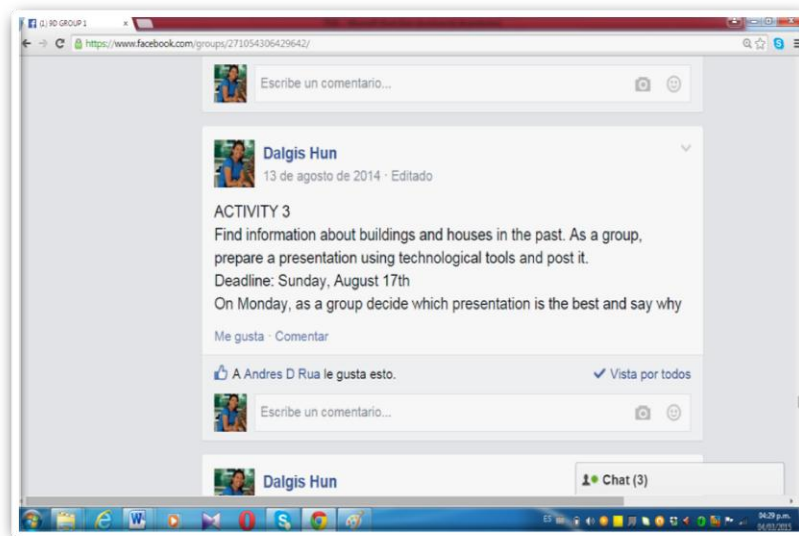 (1) 9D GROUP 1
https://www.facebook.com/groups/271054306429642/
Escribe un comentario...
Dalgis Hun
13 de agosto de 2014 · Editado
ACTIVITY 3
Find information about buildings and houses in the past. As a group,
prepare a presentation using technological tools and post it.
Deadline: Sunday, August 17th
On Monday, as a group decide which presentation is the best and say why
Me gusta · Comentar
A Andres D Rua le gusta esto.
Vista por todos
Escribe un comentario...
Dalgis Hun
Chat (3)
ES
04:29 p.m.
04/03/2015